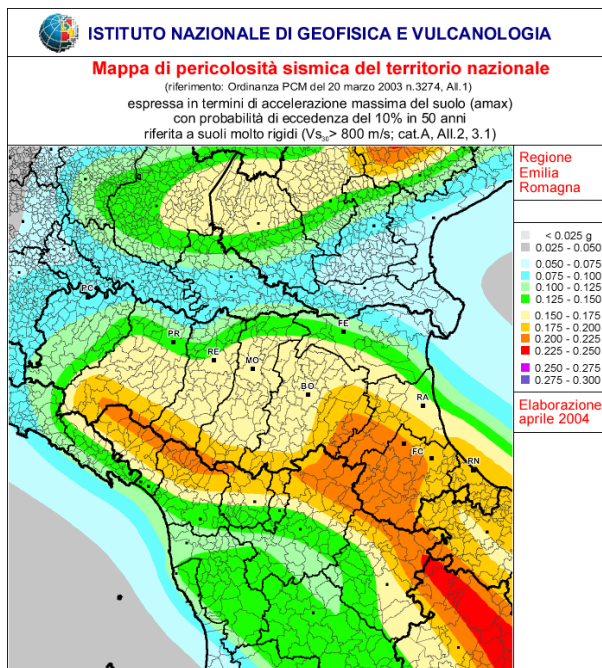 ISTITUTO NAZIONALE DI GEOFISICA E VULCANOLOGIA
Mappa di pericolosità sismica del territorio nazionale
(riferimento: Ordinanza PCM del 20 marzo 2003 n.3274, All.1)
espressa in termini di accelerazione massima del suolo (amax)
con probabilità di eccedenza del 10% in 50 anni
riferita a suoli molto rigidi (Vs30> 800 m/s; cat.A, All.2, 3.1)
Regione
Emilia
Romagna
< 0.025 g
0.025 - 0.050
0.050 - 0.075
0.075 - 0.100
0.100 - 0.125
0.125 - 0.150
0.150 - 0.175
0.175 - 0.200
0.200 - 0.225
0.225 - 0.250
0.250 - 0.275
0.275 - 0.300
Elaborazione
aprile 2004
PC
PR
RE
MO
FE
BO
RA
FC
RN